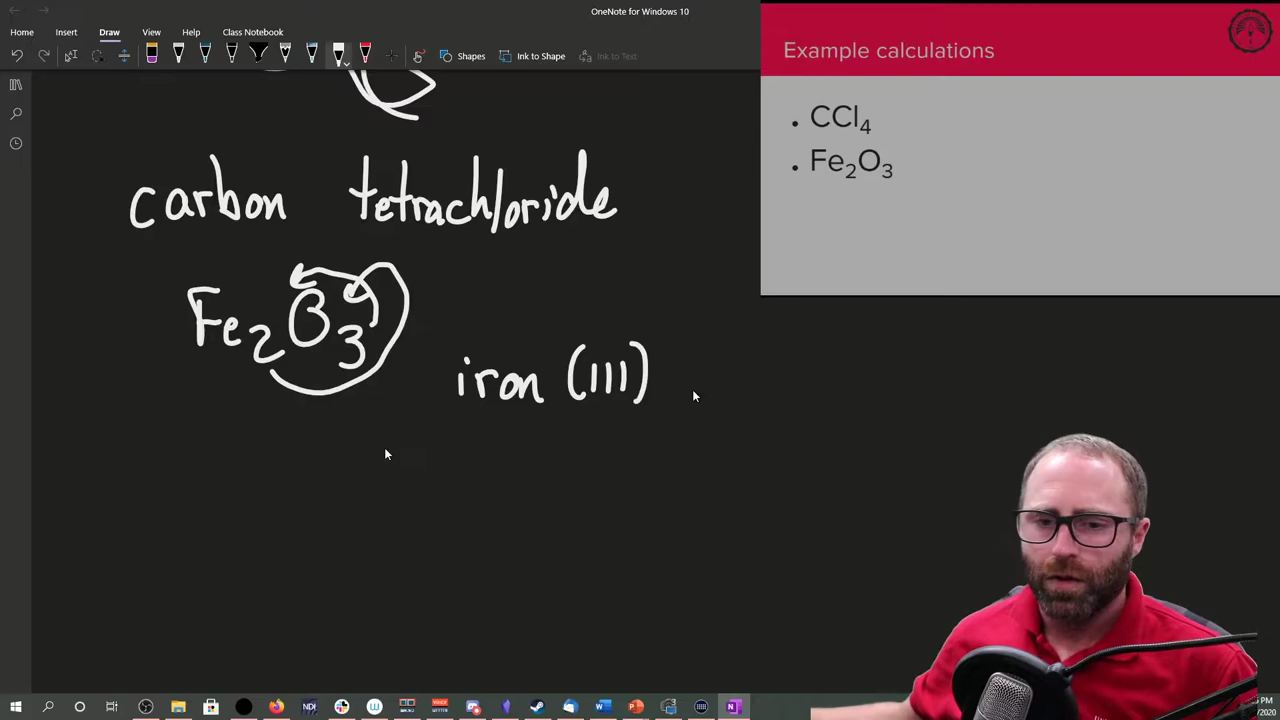 OneNote for Windows 10
Home Insert Draw View Help Class Notebook
Shapes Ink to Shape Ink to Text
Example calculations
• CCl₄
• Fe₂O₃
carbon tetrachloride
Fe₂O₃
iron (III)